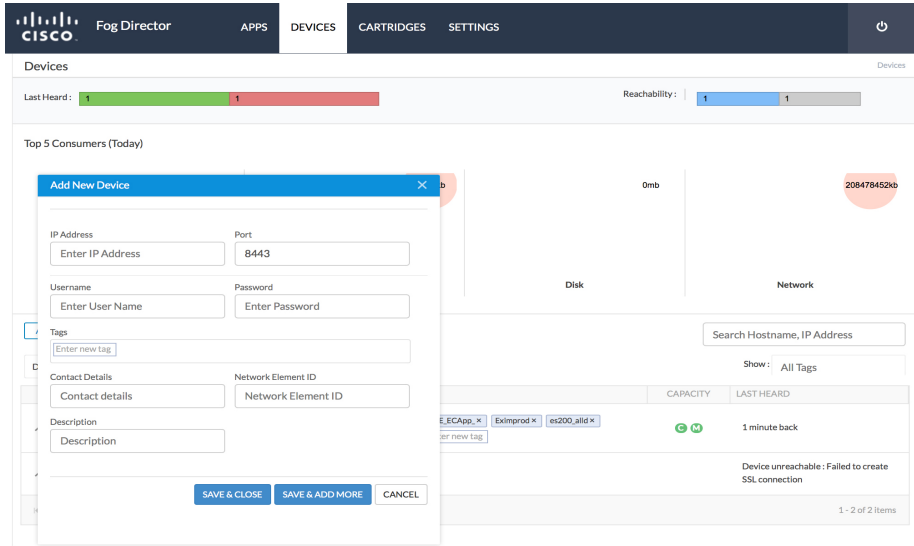 CISCO Fog Director APPS DEVICES CARTRIDGES SETTINGS
Devices Devices
Last Heard : 1 1 Reachability : 1 1
Top 5 Consumers (Today)
Add New Device × 0mb 208478452kb
IP Address Port
Enter IP Address 8443
Username Password Disk Network
Enter User Name Enter Password
Tags Search Hostname, IP Address
Enter new tag
Show : All Tags
Contact Details Network Element ID
Contact details Network Element ID CAPACITY LAST HEARD
Description E_ECApp_ × Eximprod × es200_alld ×
Description er new tag C M 1 minute back
Device unreachable : Failed to create
SSL connection
SAVE & CLOSE SAVE & ADD MORE CANCEL
1 - 2 of 2 items